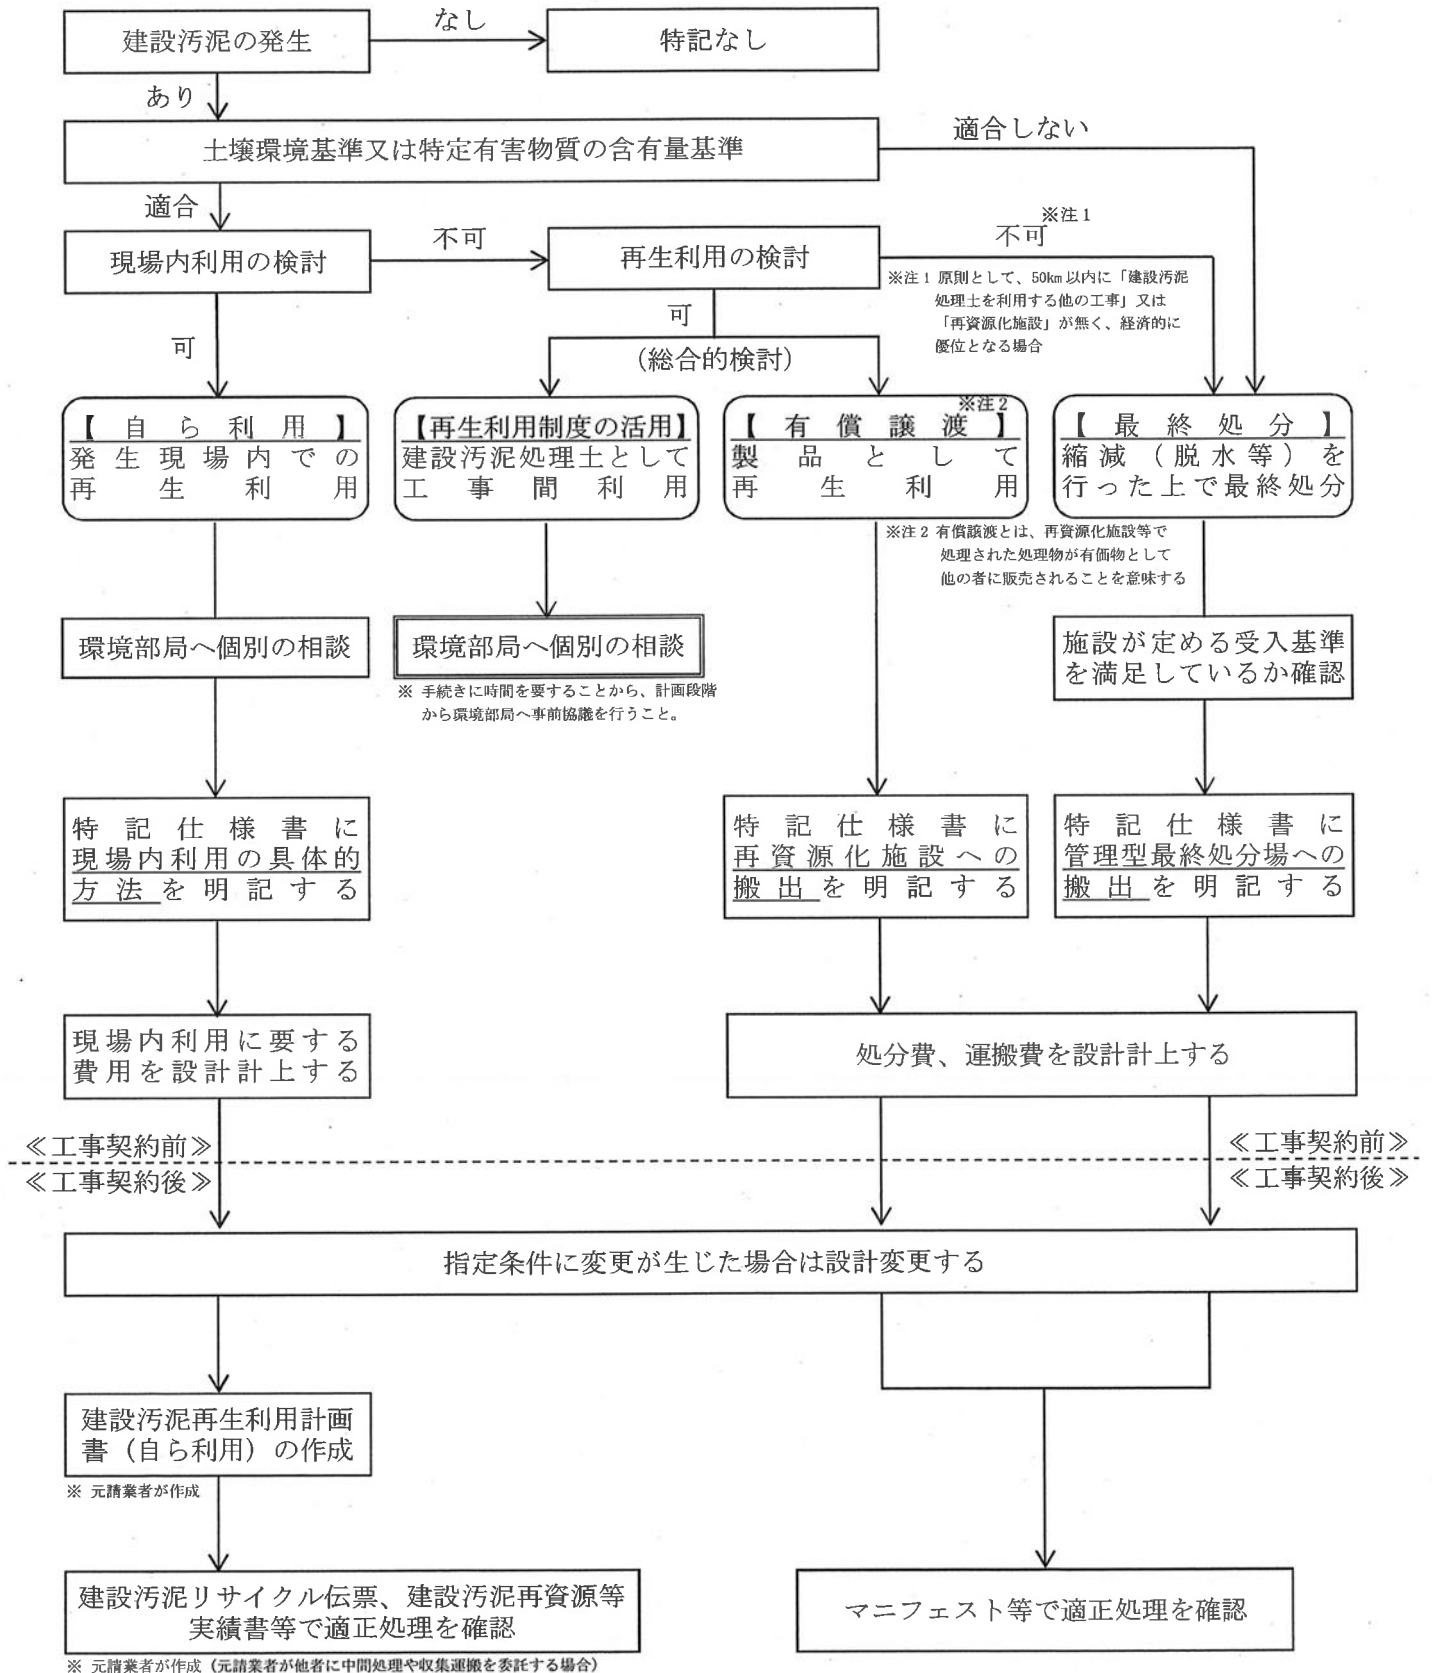 建設汚泥の発生
なし
特記なし
あり
土壌環境基準又は特定有害物質の含有量基準
適合しない
適合
現場内利用の検討
不可
再生利用の検討
※注1
不可
※注1 原則として、50km以内に「建設汚泥
処理士を利用する他の工事」又は
「再資源化施設」が無く、経済的に
優位となる場合
可
可
(総合的検討)
【自ら利用】
発生現場内での
再生利用
【再生利用制度の活用】
建設汚泥処理士として
工事間利用
※注2
【有償譲渡】
製品として
再生利用
【最終処分】
縮減(脱水等)を
行った上で最終処分
※注2 有償譲渡とは、再資源化施設等で
処理された処理物が有価物として
他の者に販売されることを意味する
環境部局へ個別の相談
環境部局へ個別の相談
※ 手続きに時間を要することから、計画段階
から環境部局へ事前協議を行うこと。
施設が定める受入基準
を満足しているか確認
特記仕様書に
現場内利用の具体的
方法を明記する
特記仕様書に
再資源化施設への
搬出を明記する
特記仕様書に
管理型最終処分場への
搬出を明記する
現場内利用に要する
費用を設計計上する
処分費、運搬費を設計計上する
≪工事契約前≫
≪工事契約前≫
≪工事契約後≫
≪工事契約後≫
指定条件に変更が生じた場合は設計変更する
建設汚泥再生利用計画
書(自ら利用)の作成
※ 元請業者が作成
建設汚泥リサイクル伝票、建設汚泥再資源等
実績書等で適正処理を確認
※ 元請業者が作成(元請業者が他者に中間処理や収集運搬を委託する場合)
マニフェスト等で適正処理を確認